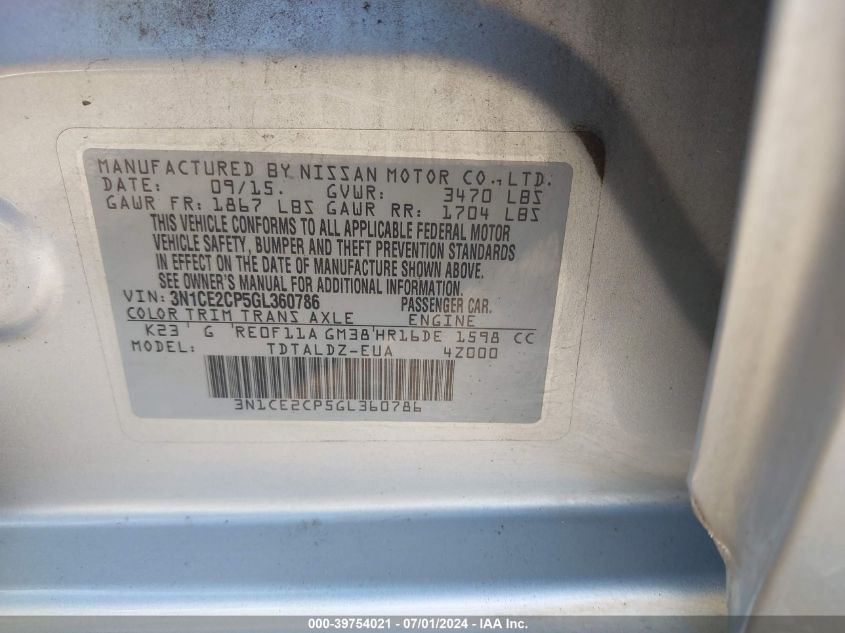 MANUFACTURED BY NISSAN MOTOR CO.,LTD.
DATE: 09/15. GVWR: 3470 LBS
GAWR FR: 1867 LBS GAWR RR: 1704 LBS
THIS VEHICLE CONFORMS TO ALL APPLICABLE FEDERAL MOTOR
VEHICLE SAFETY, BUMPER AND THEFT PREVENTION STANDARDS
IN EFFECT ON THE DATE OF MANUFACTURE SHOWN ABOVE.
SEE OWNER'S MANUAL FOR ADDITIONAL INFORMATION.
VIN: 3N1CE2CP5GL360786 PASSENGER CAR.
COLOR TRIM TRANS AXLE ENGINE
K23 G RE0F11A GM38 HR16DE 1598 CC
MODEL: TDTALDZ-EUA 4Z000
3N1CE2CP5GL360786
000-39754021 - 07/01/2024 - IAA Inc.